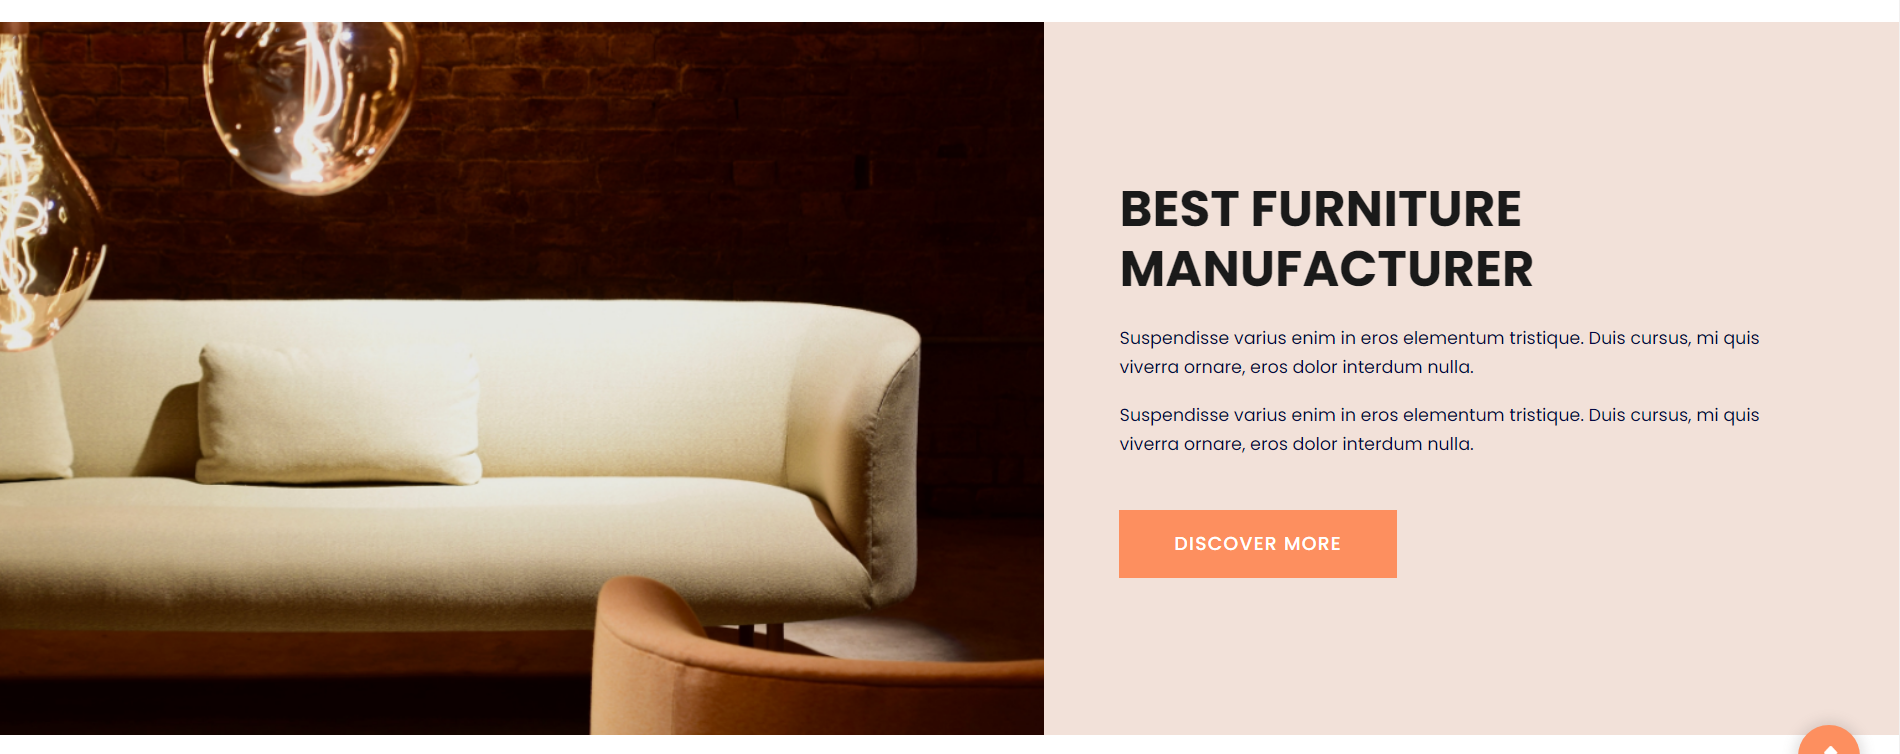 BEST FURNITURE
MANUFACTURER
Suspendisse varius enim in eros elementum tristique. Duis cursus, mi quis
viverra ornare, eros dolor interdum nulla.
Suspendisse varius enim in eros elementum tristique. Duis cursus, mi quis
viverra ornare, eros dolor interdum nulla.
DISCOVER MORE